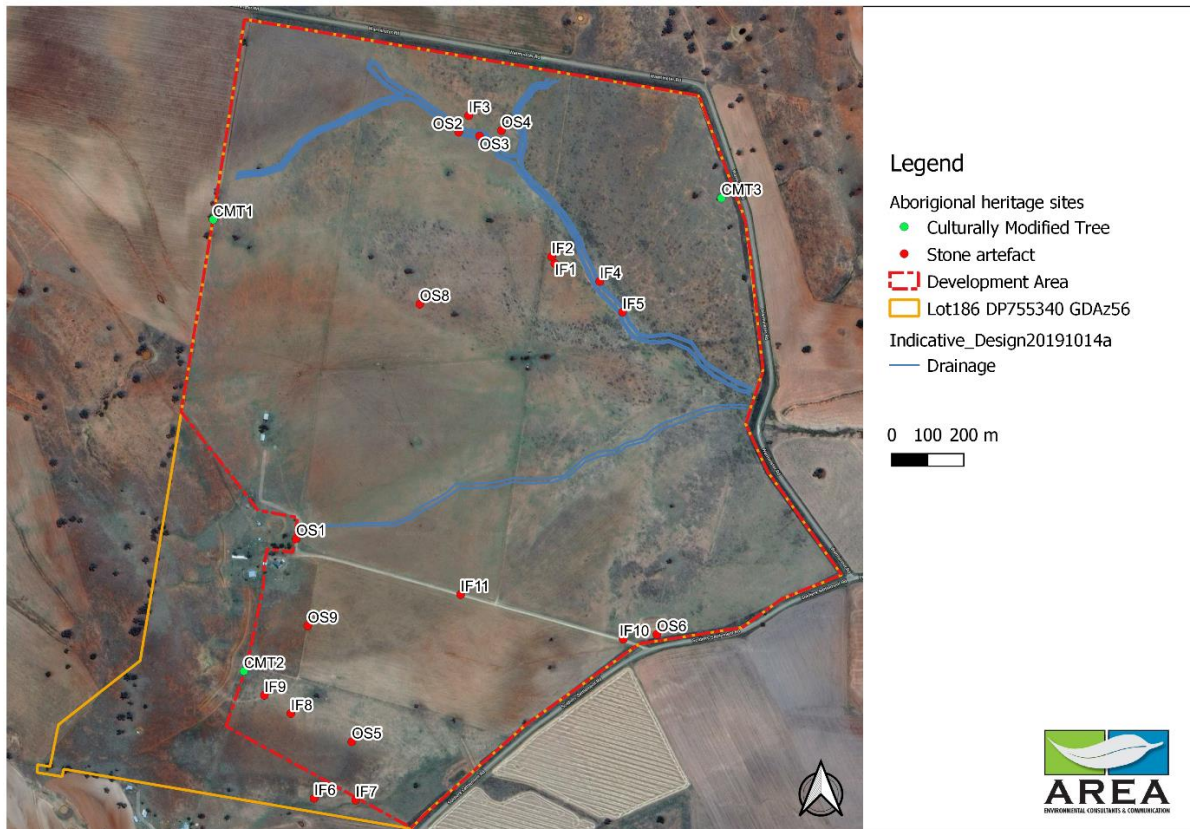 IF3
OS2
OS4
OS3
CMT3
CMT1
IF2
IF1
IF4
OS8
IF5
OS1
IF11
OS9
IF10
OS6
CMT2
IF9
IF8
OS5
IF6
IF7
Legend
Aborigional heritage sites
Culturally Modified Tree
Stone artefact
Development Area
Lot186 DP755340 GDAz56
Indicative_Design20191014a
Drainage
0 100 200 m
AREA
ENVIRONMENTAL CONSULTANTS & COMMUNICATION